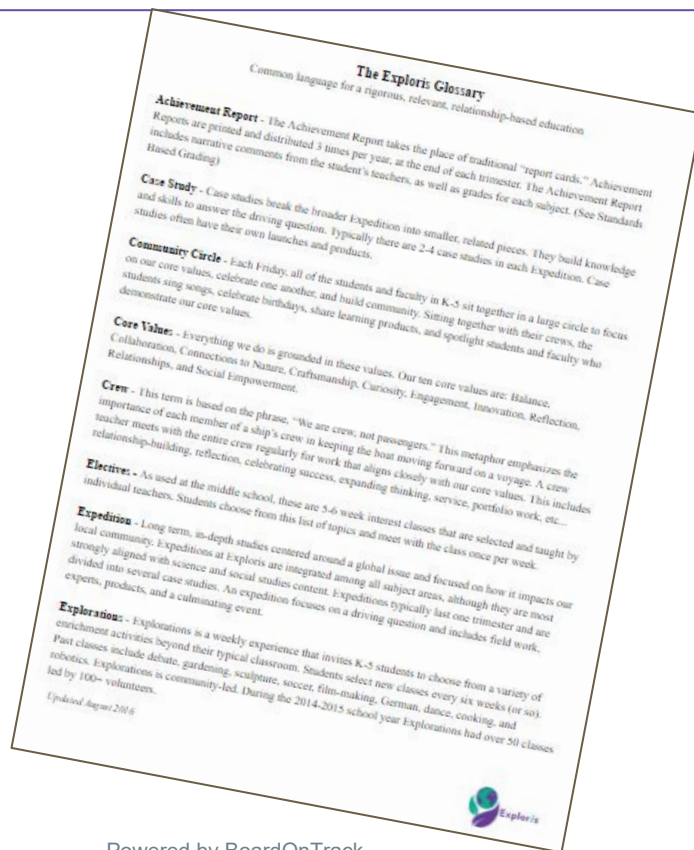 The Exploris Glossary
Common language for a rigorous, relevant, relationship-based education
Achievement Report - The Achievement Report takes the place of traditional "report cards." Achievement
Reports are printed and distributed 3 times per year, at the end of each trimester. The Achievement Report
includes narrative comments from the student's teachers, as well as grades for each subject. (See Standards
Based Grading)
Case Study - Case studies break the broader Expedition into smaller, related pieces. They build knowledge
and skills to answer the driving question. Typically there are 2-4 case studies in each Expedition. Case
studies often have their own launches and products.
Community Circle - Each Friday, all of the students and faculty in K-5 sit together in a large circle to focus
on our core values, celebrate one another, and build community. Sitting together with their crews, the
students sing songs, celebrate birthdays, share learning products, and spotlight students and faculty who
demonstrate our core values.
Core Values - Everything we do is grounded in these values. Our ten core values are: Balance,
Collaboration, Connections to Nature, Craftsmanship, Curiosity, Engagement, Innovation, Reflection,
Relationships, and Social Empowerment.
Crew - This term is based on the phrase, "We are crew, not passengers." This metaphor emphasizes the
importance of each member of a ship's crew in keeping the boat moving forward on a voyage. A crew
teacher meets with the entire crew regularly for work that aligns closely with our core values. This includes
relationship-building, reflection, celebrating success, expanding thinking, service, portfolio work, etc...
Electives - As used at the middle school, these are 5-6 week interest classes that are selected and taught by
individual teachers. Students choose from this list of topics and meet with the class once per week.
Expedition - Long term, in-depth studies centered around a global issue and focused on how it impacts our
local community. Expeditions at Exploris are integrated among all subject areas, although they are most
strongly aligned with science and social studies content. Expeditions typically last one trimester and are
divided into several case studies. An expedition focuses on a driving question and includes field work,
experts, products, and a culminating event.
Explorations - Explorations is a weekly experience that invites K-5 students to choose from a variety of
enrichment activities beyond their typical classroom. Students select new classes every six weeks (or so).
Past classes include debate, gardening, sculpture, soccer, film-making, German, dance, cooking, and
robotics. Explorations is community-led. During the 2014-2015 school year Explorations had over 50 classes
led by 100+ volunteers.
Updated August 2016
Exploris
Powered by BoardOnTrack